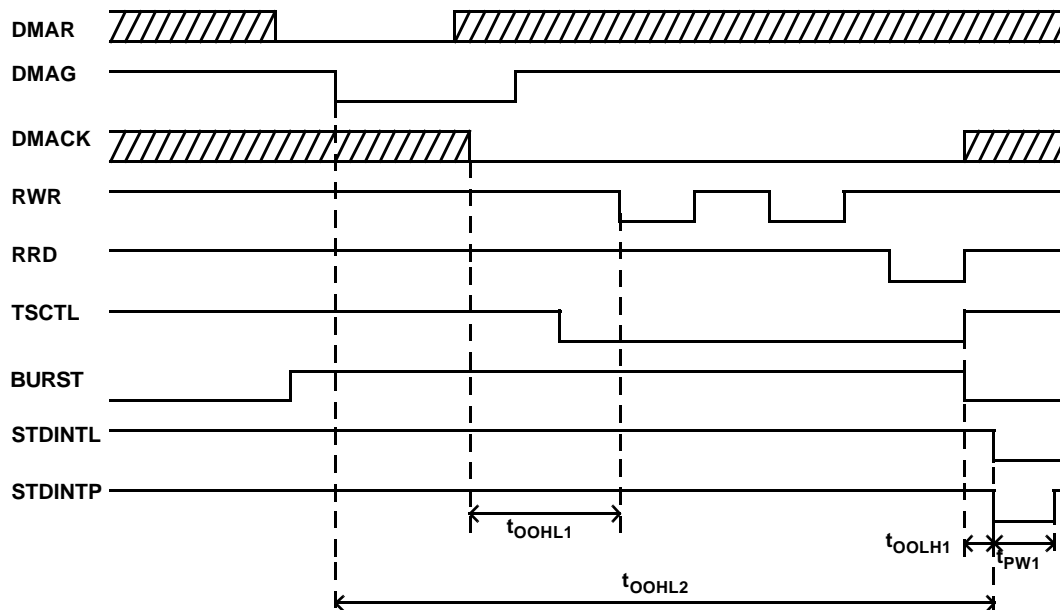 DMAR
DMAG
DMACK
RWR
RRD
TSCTL
BURST
STDINTL
STDINTP
tOOHL1
tOOLH1
tPW1
tOOHL2